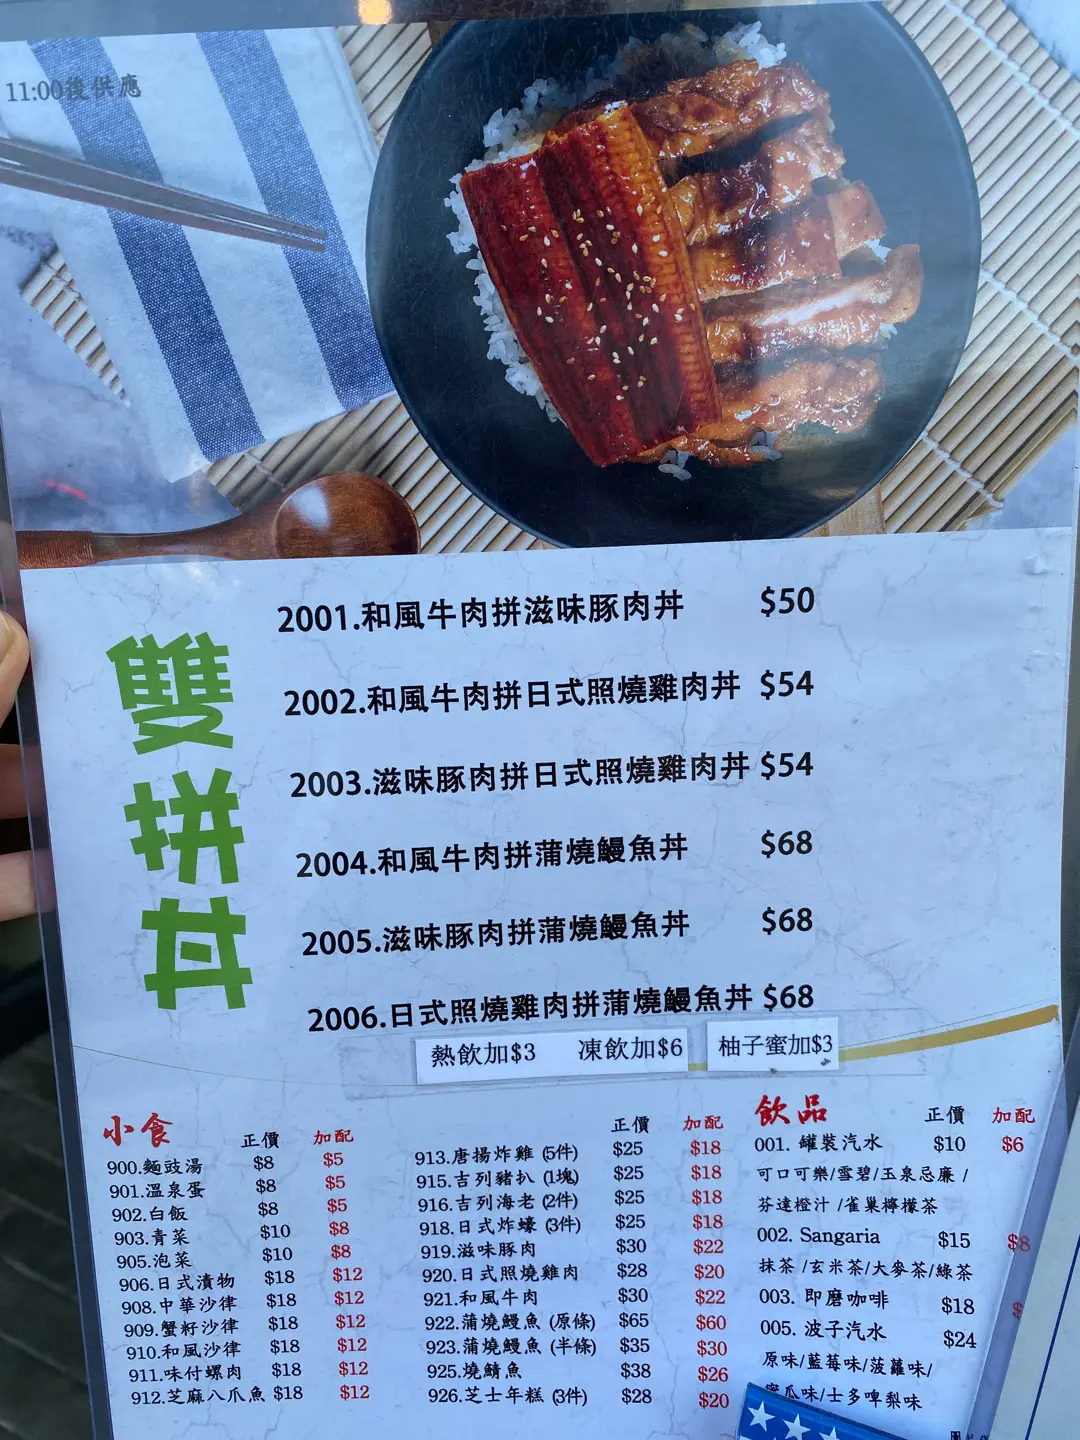 11:00後供應
雙拼丼
2001.和風牛肉拼滋味豚肉丼 $50
2002.和風牛肉拼日式照燒雞肉丼 $54
2003.滋味豚肉拼日式照燒雞肉丼 $54
2004.和風牛肉拼蒲燒鰻魚丼 $68
2005.滋味豚肉拼蒲燒鰻魚丼 $68
2006.日式照燒雞肉拼蒲燒鰻魚丼 $68
熱飲加$3 凍飲加$6 柚子蜜加$3
小食 正價 加配
900.麵豉湯 $8 $5
901.溫泉蛋 $8 $5
902.白飯 $8 $5
903.青菜 $10 $8
905.泡菜 $10 $8
906.日式漬物 $18 $12
908.中華沙律 $18 $12
909.蟹籽沙律 $18 $12
910.和風沙律 $18 $12
911.味付螺肉 $18 $12
912.芝麻八爪魚 $18 $12
正價 加配
913.唐揚炸雞 (5件) $25 $18
915.吉列豬扒 (1塊) $25 $18
916.吉列海老 (2件) $25 $18
918.日式炸蠔 (3件) $25 $18
919.滋味豚肉 $30 $22
920.日式照燒雞肉 $28 $20
921.和風牛肉 $30 $22
922.蒲燒鰻魚 (原條) $65 $60
923.蒲燒鰻魚 (半條) $35 $30
925.燒鯖魚 $38 $26
926.芝士年糕 (3件) $28 $20
飲品 正價 加配
001. 罐裝汽水 $10 $6
可口可樂/雪碧/玉泉忌廉 /
芬達橙汁 /雀巢檸檬茶
002. Sangaria $15 $8
抹茶 /玄米茶/大麥茶/綠茶
003. 即磨咖啡 $18
005. 波子汽水 $24
原味/藍莓味/菠蘿味/
蜜瓜味/士多啤梨味